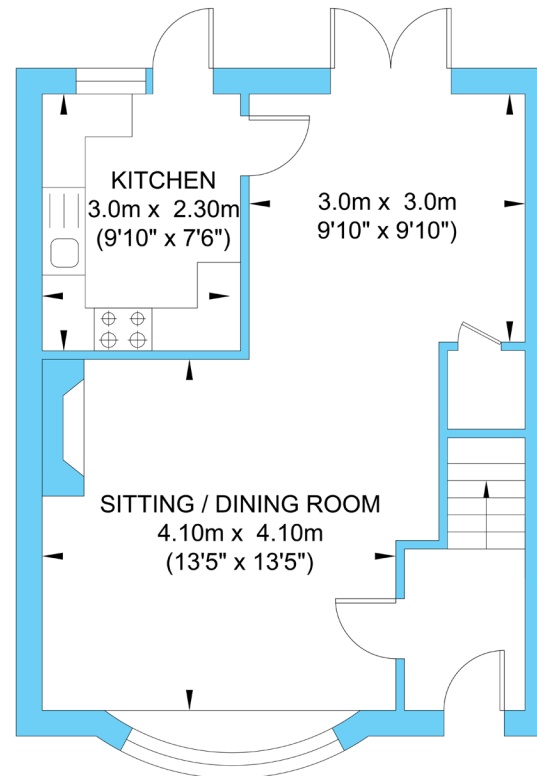 KITCHEN
3.0m x 2.30m
(9'10" x 7'6")
3.0m x 3.0m
9'10" x 9'10")
SITTING / DINING ROOM
4.10m x 4.10m
(13'5" x 13'5")